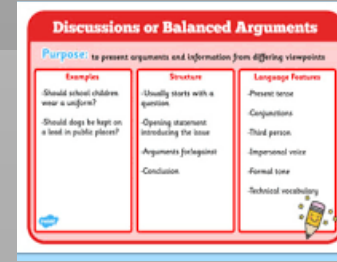 Discussions or Balanced Arguments
Purpose: to present arguments and information from differing viewpoints
Examples
-Should school children
wear a uniform?
-Should dogs be kept on
a lead in public places?
Structure
-Usually starts with a
question
-Opening statement
introducing the issue
-Arguments for/against
-Conclusion
Language Features
-Present tense
-Conjunctions
-Third person
-Impersonal voice
-Formal tone
-Technical vocabulary